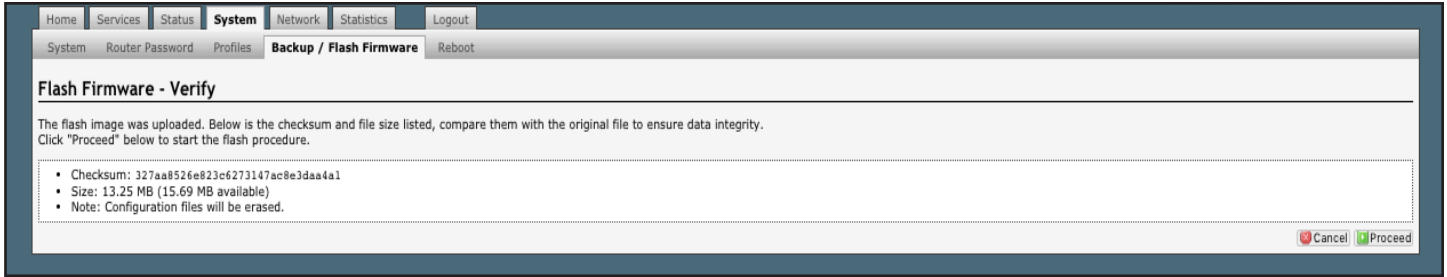 Home Services Status System Network Statistics Logout
System Router Password Profiles Backup / Flash Firmware Reboot
Flash Firmware - Verify
The flash image was uploaded. Below is the checksum and file size listed, compare them with the original file to ensure data integrity.
Click "Proceed" below to start the flash procedure.
• Checksum: 327aa8526e823c6273147ac8e3daa4a1
• Size: 13.25 MB (15.69 MB available)
• Note: Configuration files will be erased.
Cancel Proceed